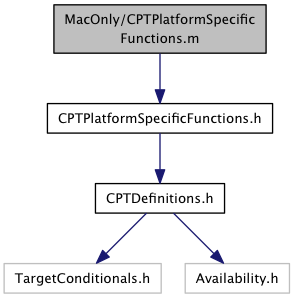 MacOnly/CPTPlatformSpecific
Functions.m
CPTPlatformSpecificFunctions.h
CPTDefinitions.h
TargetConditionals.h
Availability.h